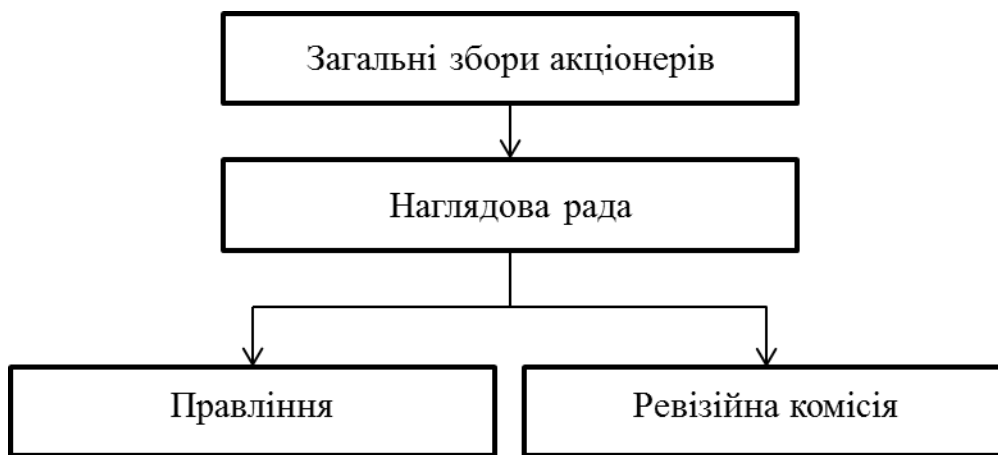 Загальні збори акціонерів
Наглядова рада
Правління
Ревізійна комісія